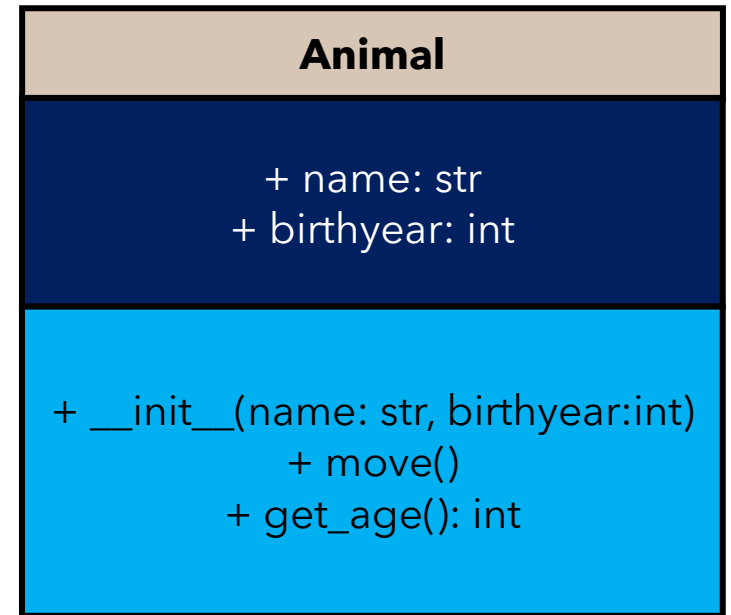 Animal
+ name: str
+ birthyear: int
+ __init__(name: str, birthyear:int)
+ move()
+ get_age(): int